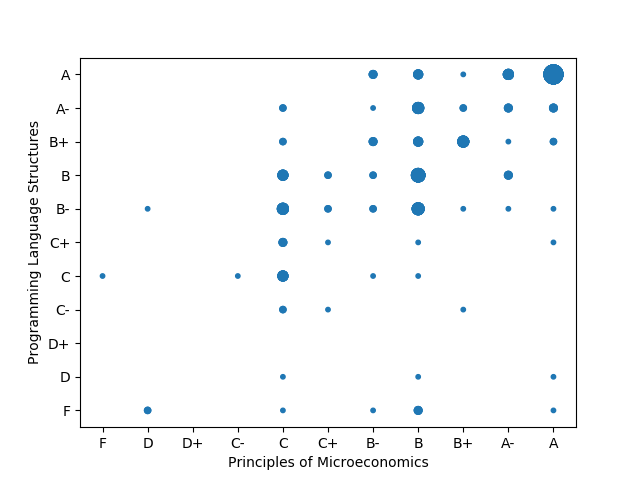 Programming Language Structures
A
A-
B+
B
B-
C+
C
C-
D+
D
F
F D D+ C- C C+ B- B B+ A- A
Principles of Microeconomics